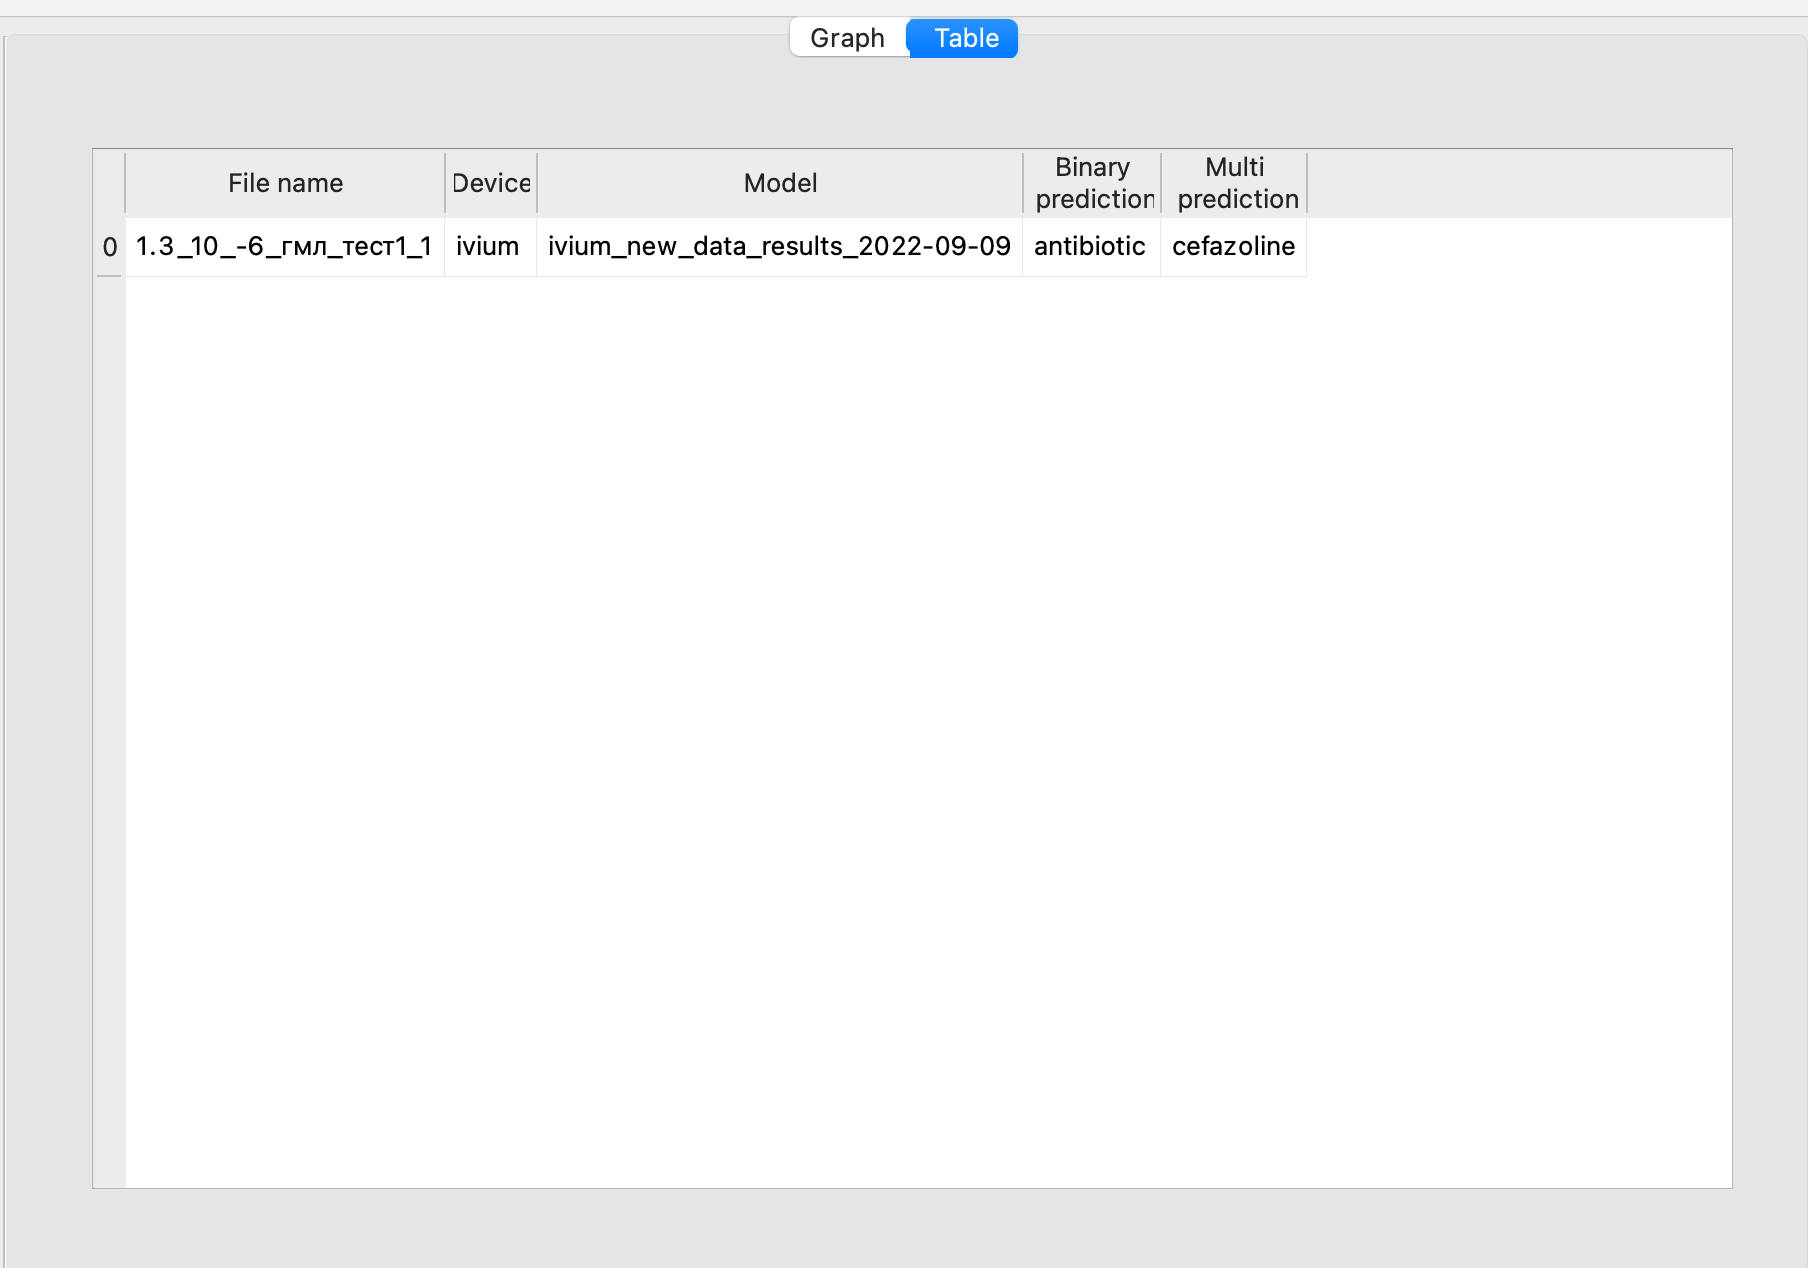 Graph Table
File name Device Model Binary prediction Multi prediction
0 1.3_10_-6_гмл_тест1_1 ivium ivium_new_data_results_2022-09-09 antibiotic cefazoline